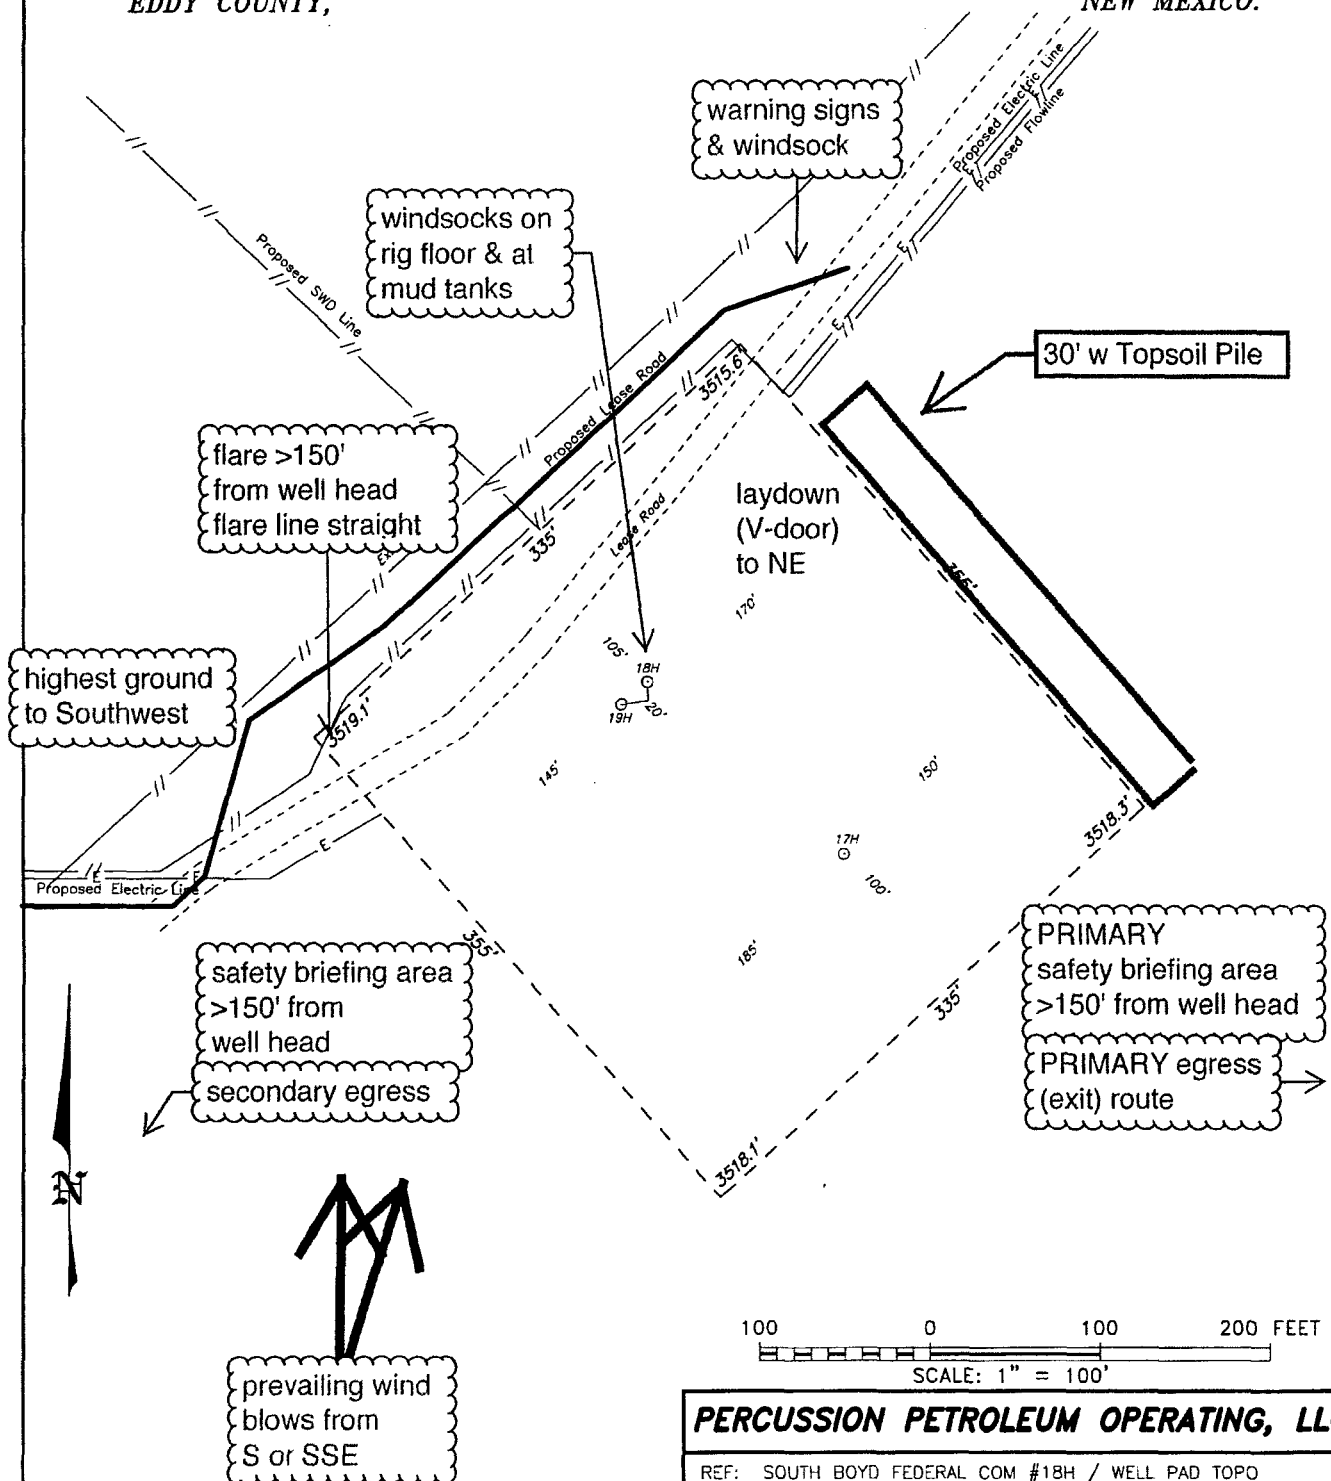 EDDY COUNTY,
NEW MEXICO.
warning signs
& windsock
Proposed Electric Line
E
E
Proposed Flowline
windsocks on
rig floor & at
mud tanks
Proposed SWD Line
E
E
30' w Topsoil Pile
3515.6'
Proposed Lease Road
flare >150'
from well head
flare line straight
335'
Lease Road
laydown
(V-door)
to NE
355'
170'
105'
18H
19H
20'
highest ground
to Southwest
3519.1'
145'
150'
3518.3'
17H
100'
E
E
E
Proposed Electric Line
355'
185'
335'
safety briefing area
>150' from
well head
secondary egress
PRIMARY
safety briefing area
>150' from well head
PRIMARY egress
(exit) route
3518.1'
N
prevailing wind
blows from
S or SSE
100 0 100 200 FEET
SCALE: 1" = 100'
PERCUSSION PETROLEUM OPERATING,
REF: SOUTH BOYD FEDERAL COM #18H / WELL PAD TOPO